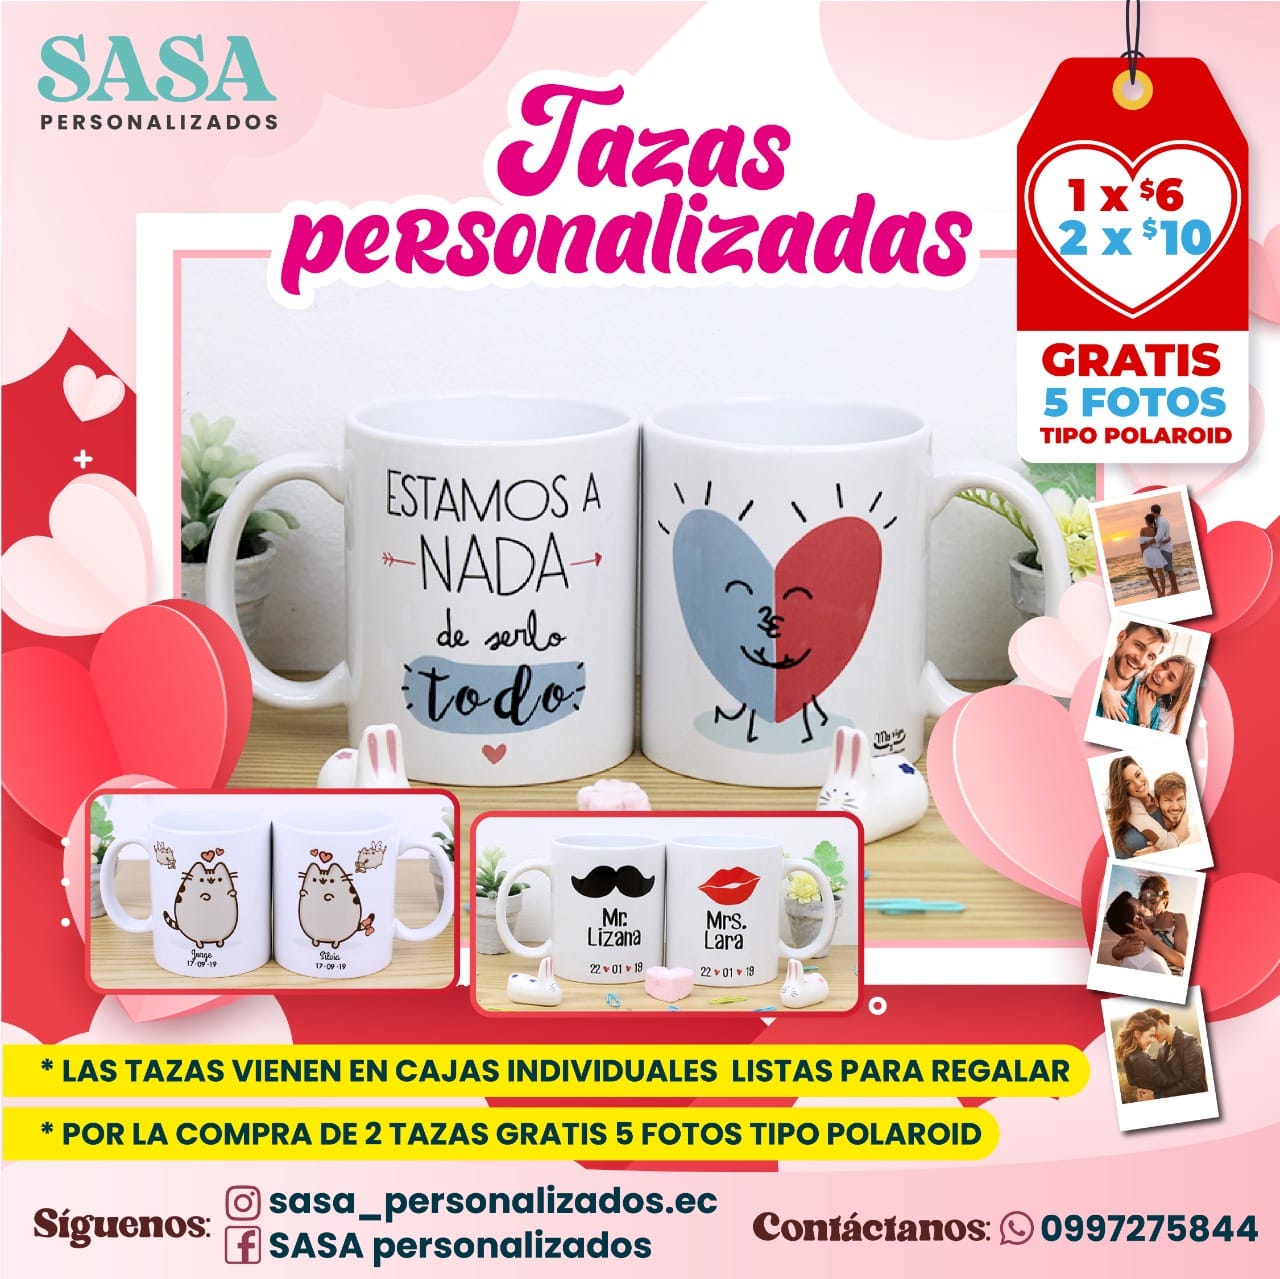 SASA
PERSONALIZADOS
Tazas
personalizadas
1 x $6
2 x $10
GRATIS
5 FOTOS
TIPO POLAROID
ESTAMOS A
NADA
de serlo
todo
Jorge
17-09-19
Silvia
17-09-19
Mr.
Lizana
22 ♥ 01 ♥ 19
Mrs.
Lara
22 ♥ 01 ♥ 19
* LAS TAZAS VIENEN EN CAJAS INDIVIDUALES LISTAS PARA REGALAR
* POR LA COMPRA DE 2 TAZAS GRATIS 5 FOTOS TIPO POLAROID
Síguenos:
sasa_personalizados.ec
SASA personalizados
Contáctanos: 0997275844